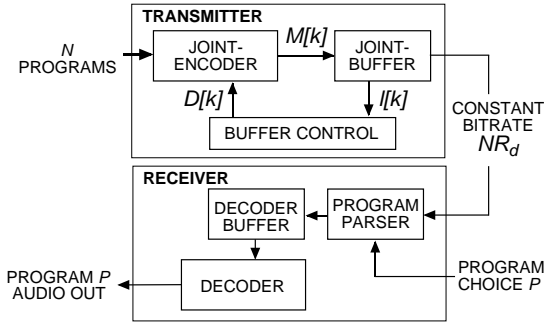 TRANSMITTER
N
PROGRAMS
JOINT-
ENCODER
M[k]
JOINT-
BUFFER
D[k]
I[k]
BUFFER CONTROL
CONSTANT
BITRATE
NRd
RECEIVER
DECODER
BUFFER
PROGRAM
PARSER
PROGRAM P
AUDIO OUT
DECODER
PROGRAM
CHOICE P